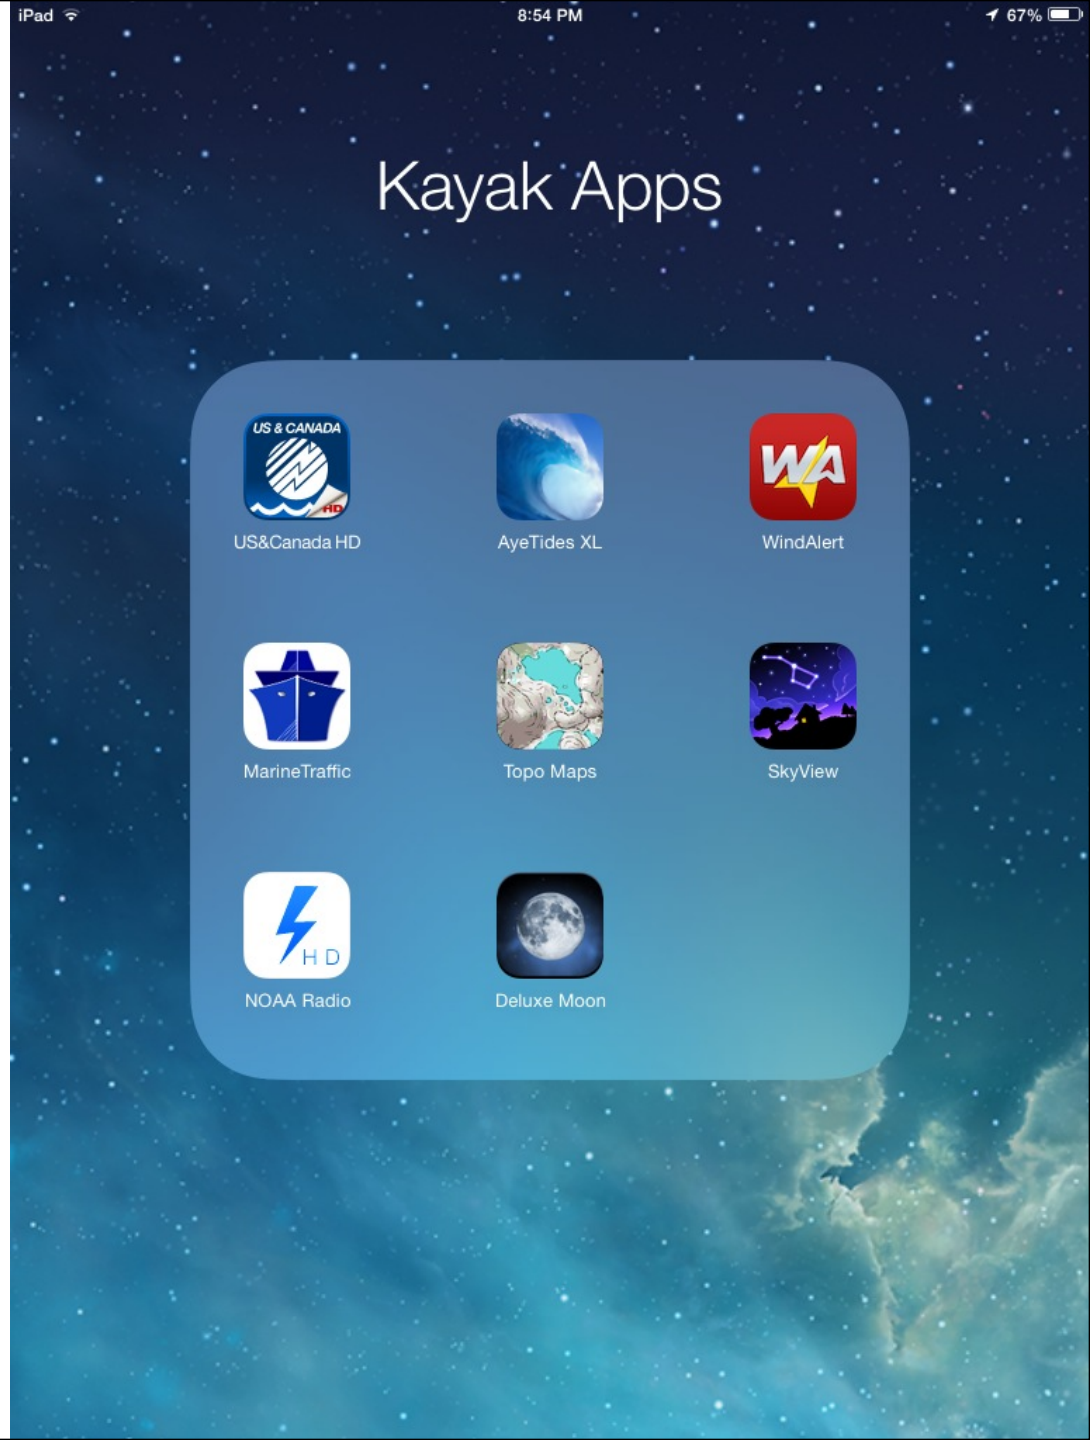 iPad 8:54 PM 67%
Kayak Apps
US & CANADA
HD
WA
US&Canada HD AyeTides XL WindAlert
MarineTraffic Topo Maps SkyView
HD
NOAA Radio Deluxe Moon